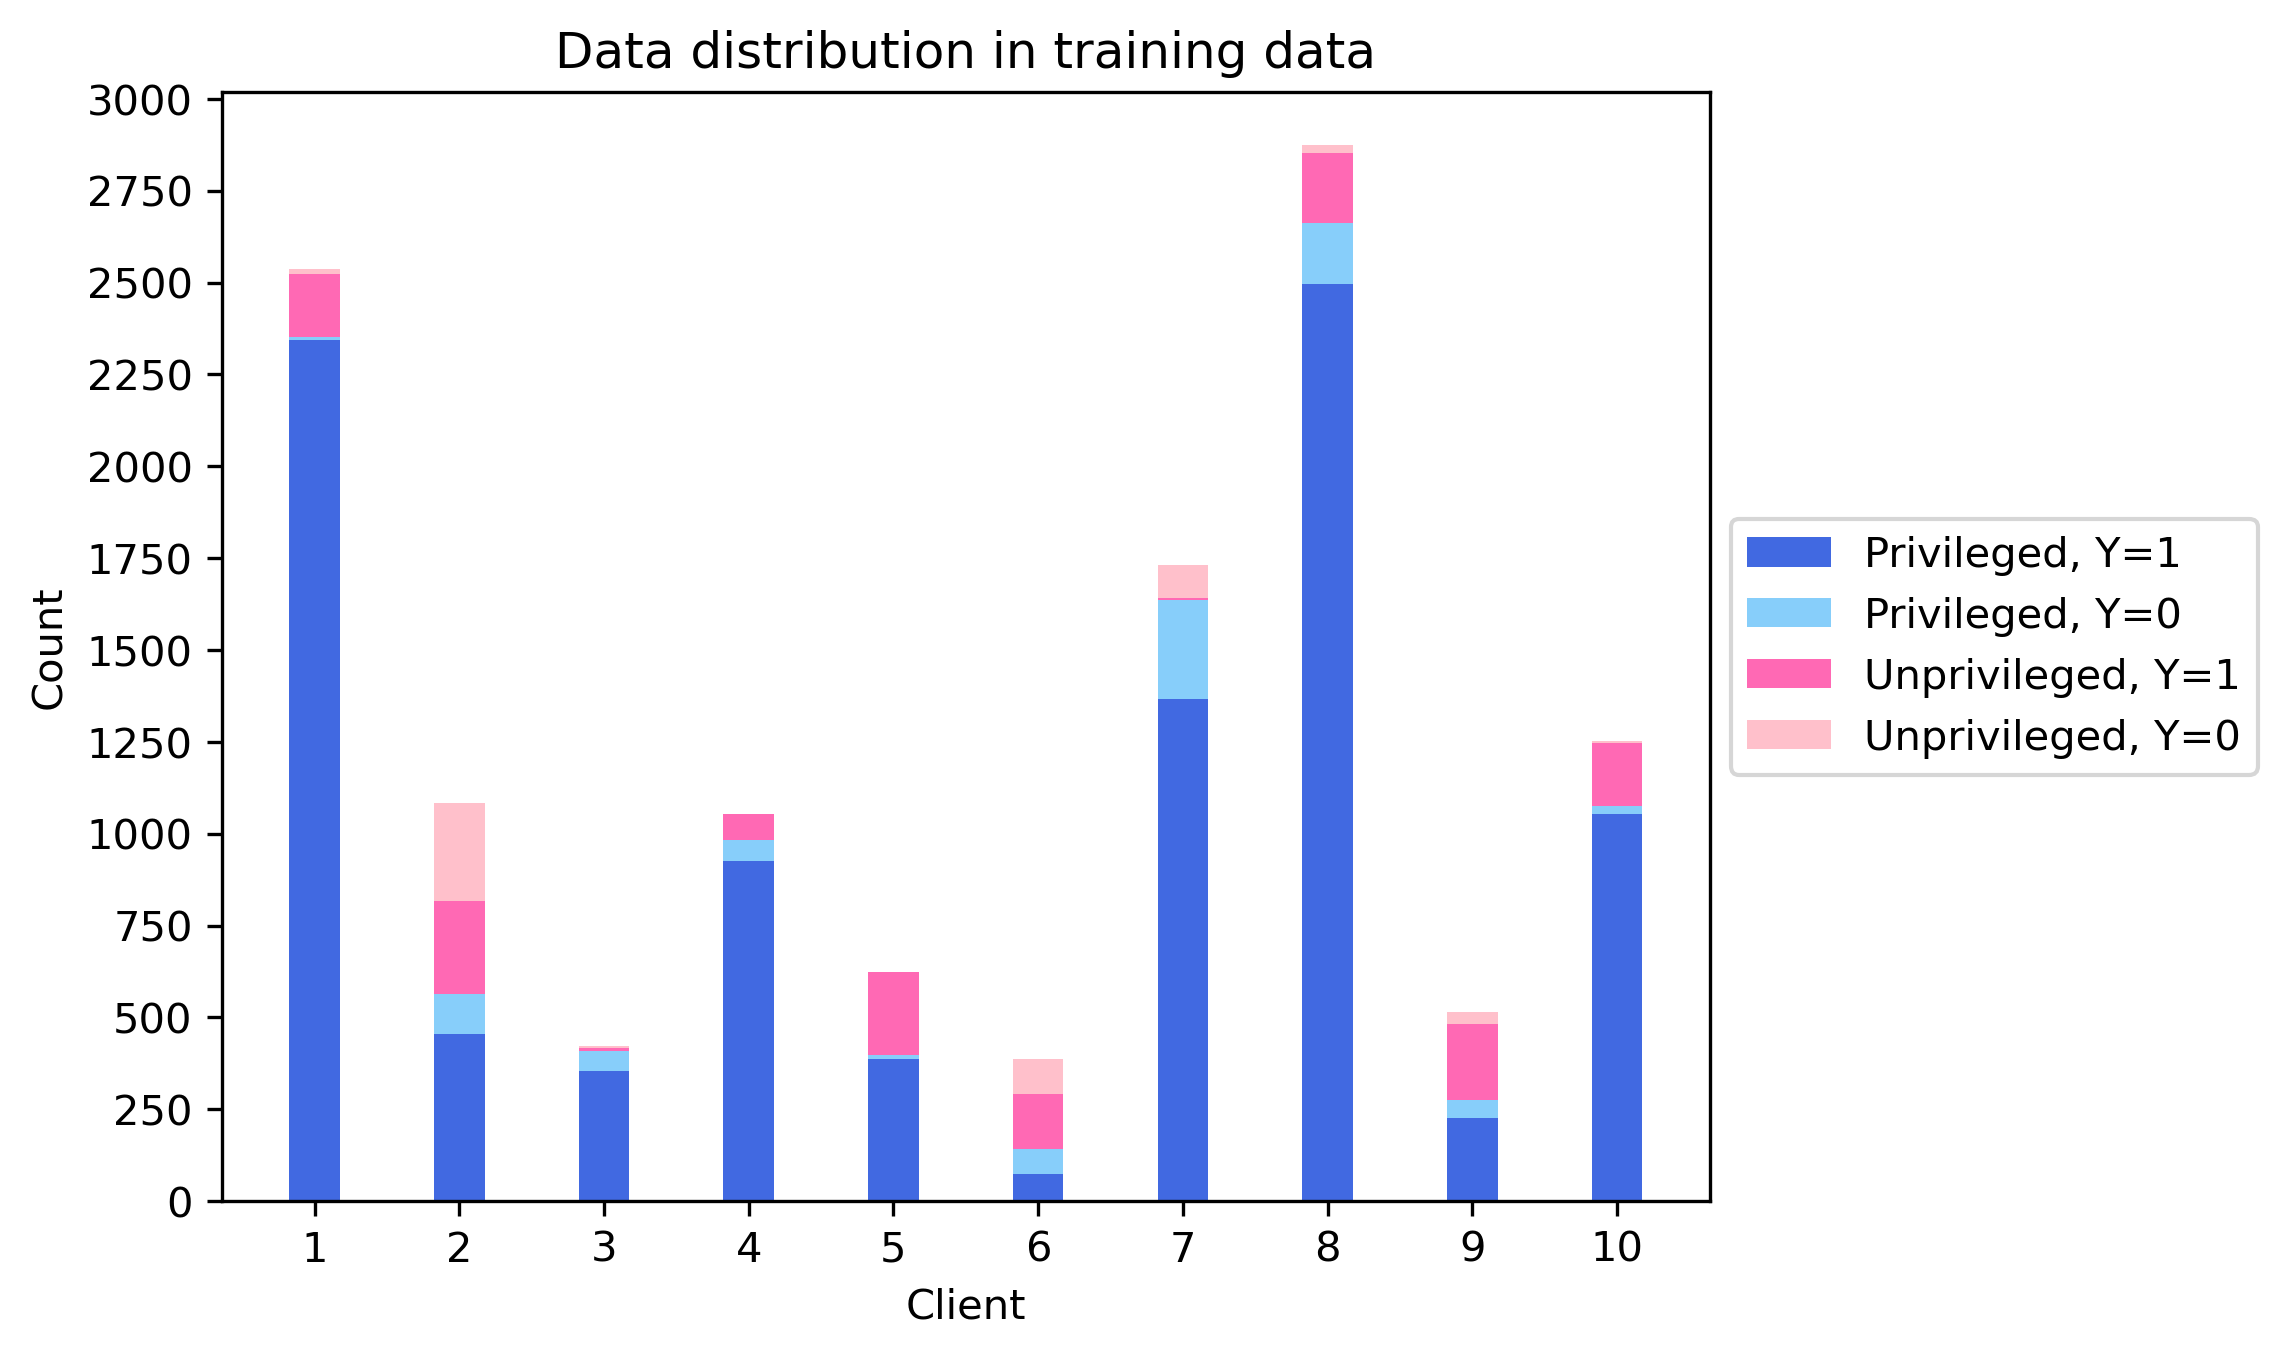 Data distribution in training data
3000
2750
2500
2250
2000
1750
1500
1250
1000
750
500
250
0
Count
1 2 3 4 5 6 7 8 9 10
Client
Privileged, Y=1
Privileged, Y=0
Unprivileged, Y=1
Unprivileged, Y=0